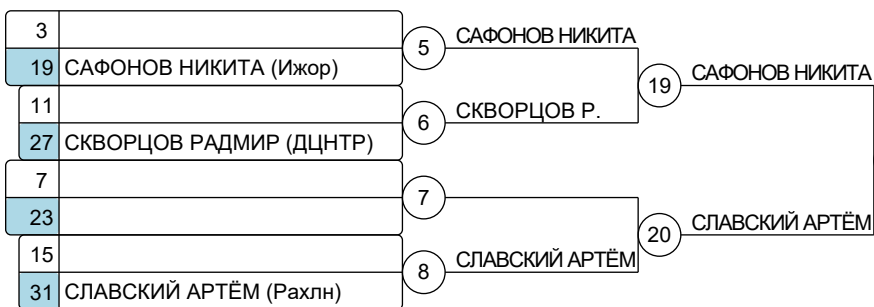 3
5
САФОНОВ НИКИТА
19 САФОНОВ НИКИТА (Ижор)
19
САФОНОВ НИКИТА
11
6
СКВОРЦОВ Р.
27 СКВОРЦОВ РАДМИР (ДЦНТР)
7
7
23
20
СЛАВСКИЙ АРТЁМ
15
8
СЛАВСКИЙ АРТЁМ
31 СЛАВСКИЙ АРТЁМ (Рахлн)